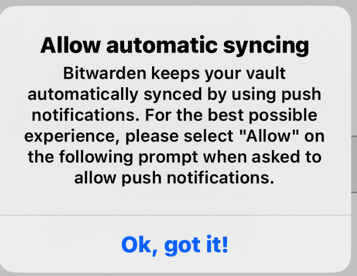 Allow automatic syncing
Bitwarden keeps your vault
automatically synced by using push
notifications. For the best possible
experience, please select "Allow" on
the following prompt when asked to
allow push notifications.
Ok, got it!